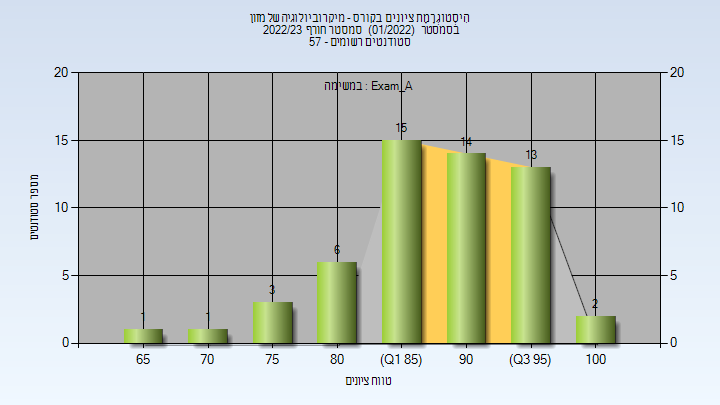 היסטוגרמת ציונים בקורס - מיקרוביולוגיה של מזון
בסמסטר (01/2022) סמסטר חורף 2022/23
סטודנטים רשומים - 57
במשימה : Exam_A
20 20
15 15
10 10
5 5
0 0
1 1 3 6 15 14 13 2
65 70 75 80 (Q1 85) 90 (Q3 95) 100
מספר סטודנטים
טווח ציונים